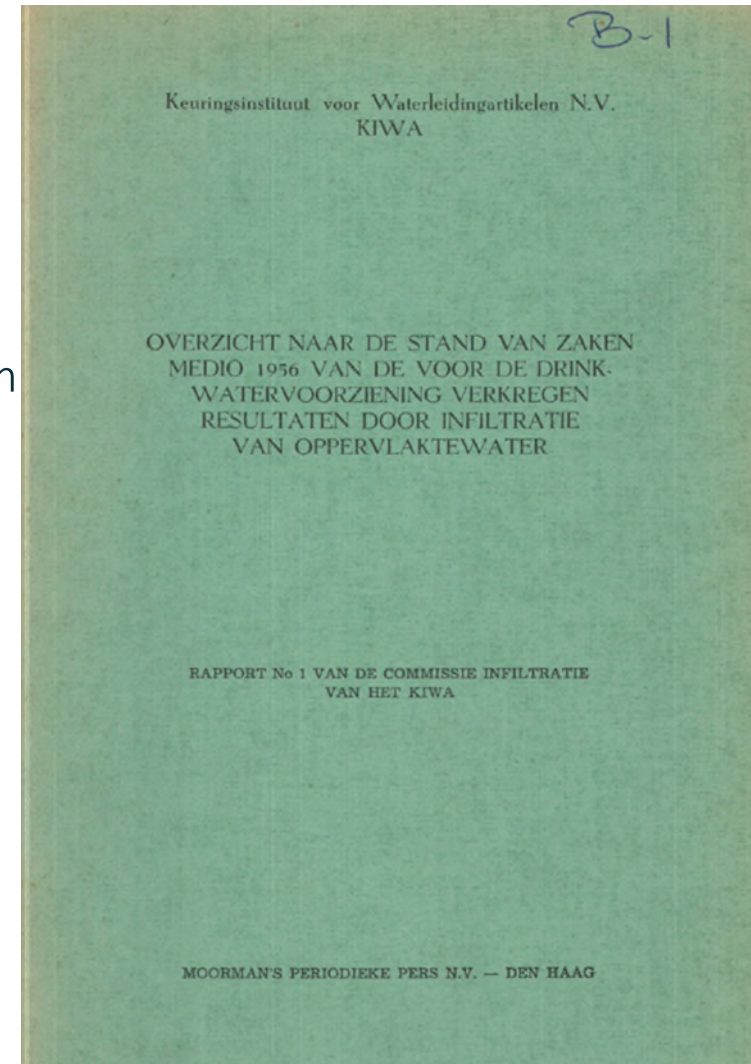 B-1
Keuringsinstituut voor Waterleidingartikelen N.V.
KIWA
OVERZICHT NAAR DE STAND VAN ZAKEN
MEDIO 1956 VAN DE VOOR DE DRINK-
WATERVOORZIENING VERKREGEN
RESULTATEN DOOR INFILTRATIE
VAN OPPERVLAKTEWATER
n
RAPPORT No 1 VAN DE COMMISSIE INFILTRATIE
VAN HET KIWA
MOORMAN'S PERIODIEKE PERS N.V. — DEN HAAG